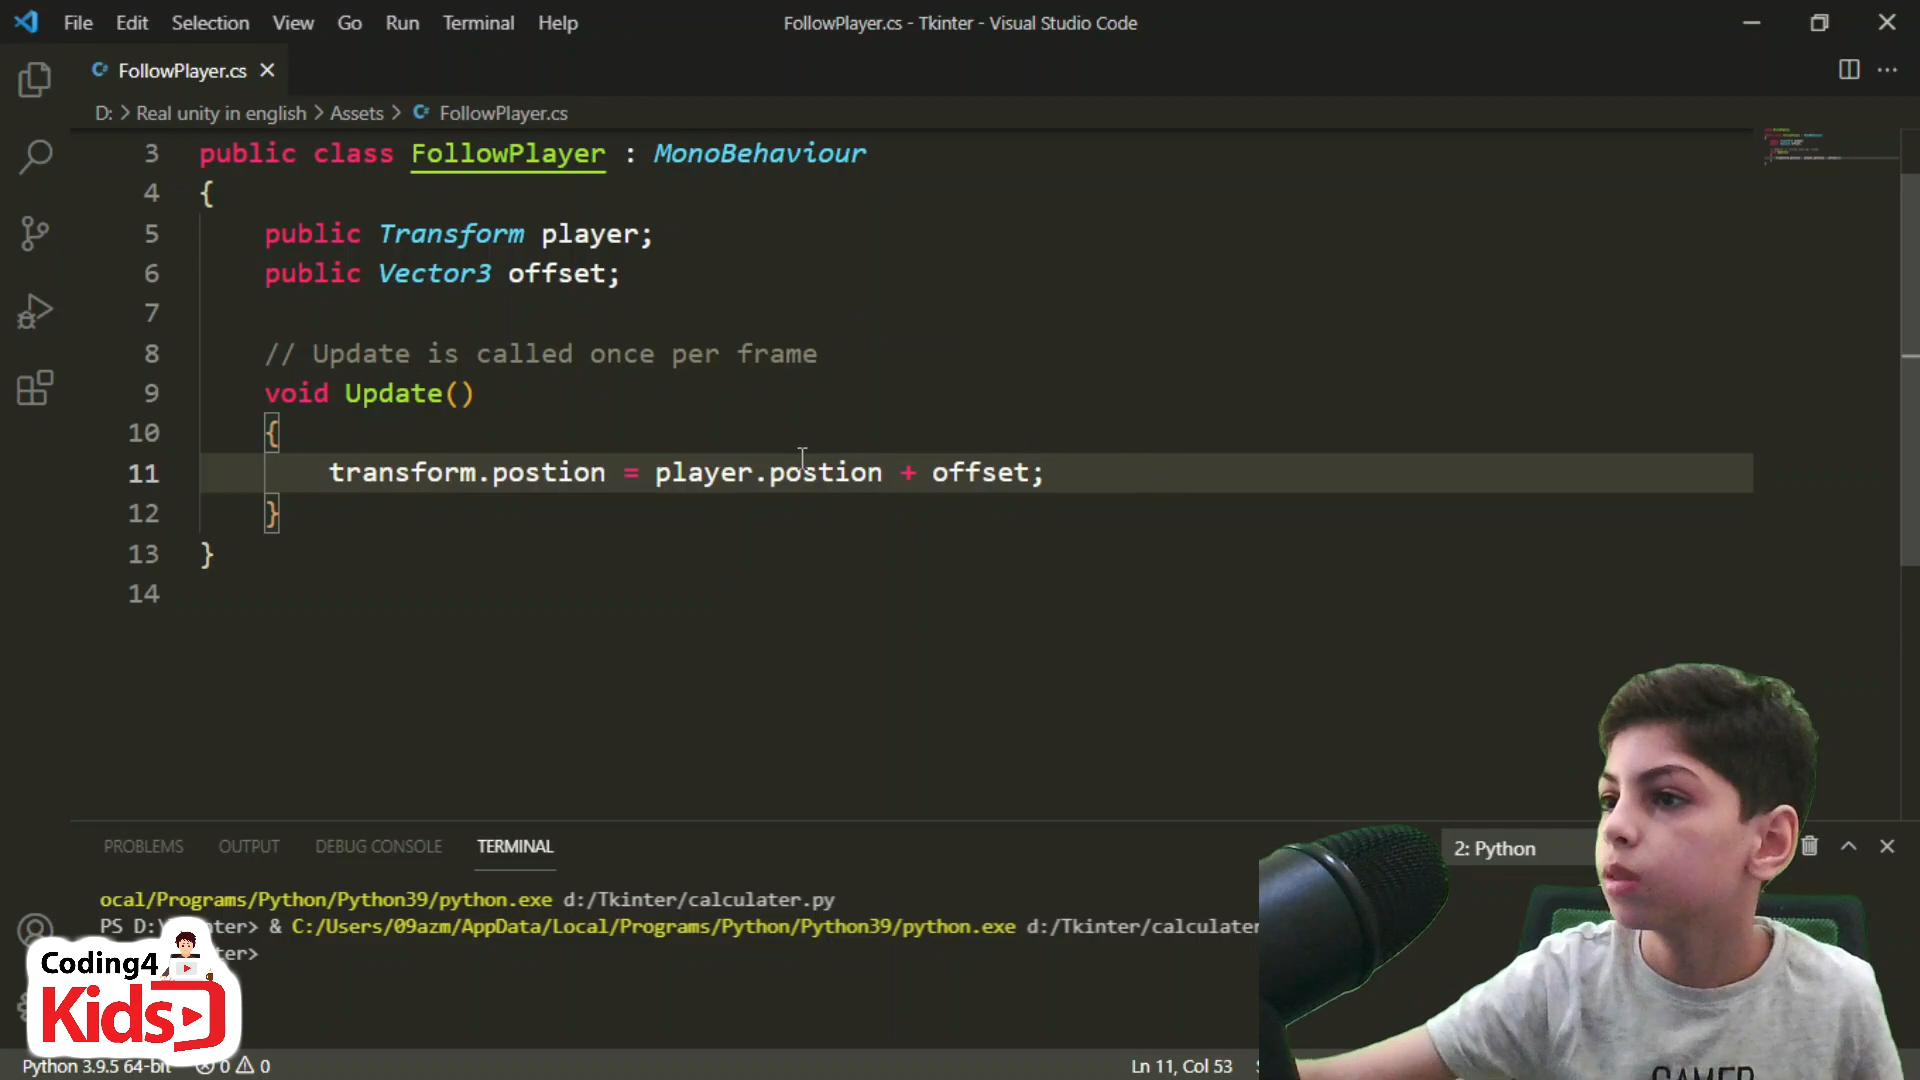 File Edit Selection View Go Run Terminal Help FollowPlayer.cs - Tkinter - Visual Studio Code
FollowPlayer.cs
D: > Real unity in english > Assets > FollowPlayer.cs
3 public class FollowPlayer : MonoBehaviour
4 {
5 public Transform player;
6 public Vector3 offset;
7
8 // Update is called once per frame
9 void Update()
10 {
11 transform.postion = player.postion + offset;
12 }
13 }
14
PROBLEMS OUTPUT DEBUG CONSOLE TERMINAL 2: Python
ocal/Programs/Python/Python39/python.exe d:/Tkinter/calculater.py
PS D:\ > & C:/Users/09azm/AppData/Local/Programs/Python/Python39/python.exe d:/Tkinter/calculater
ter>
Coding4
Kids
GAMER
Python 3.9.5 64-bit 0 0 Ln 11, Col 53